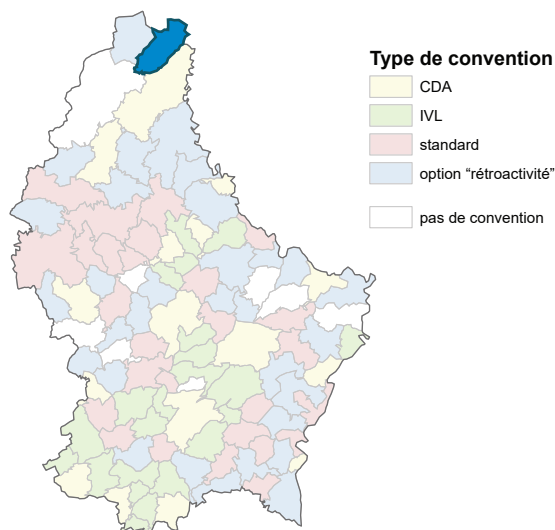 Type de convention
CDA
IVL
standard
option “rétroactivité”
pas de convention